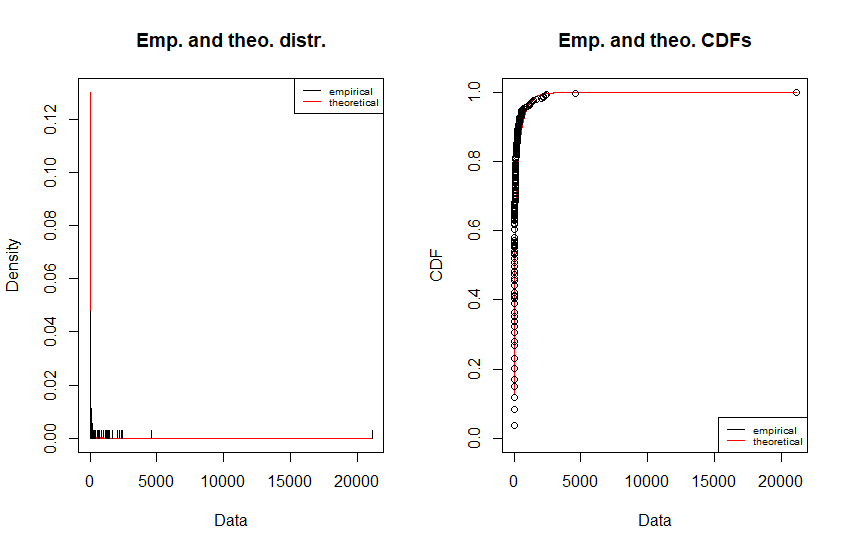 Emp. and theo. distr.
Density
0.00 0.02 0.04 0.06 0.08 0.10 0.12
empirical
theoretical
0 5000 10000 15000 20000
Data
Emp. and theo. CDFs
CDF
0.0 0.2 0.4 0.6 0.8 1.0
empirical
theoretical
0 5000 10000 15000 20000
Data